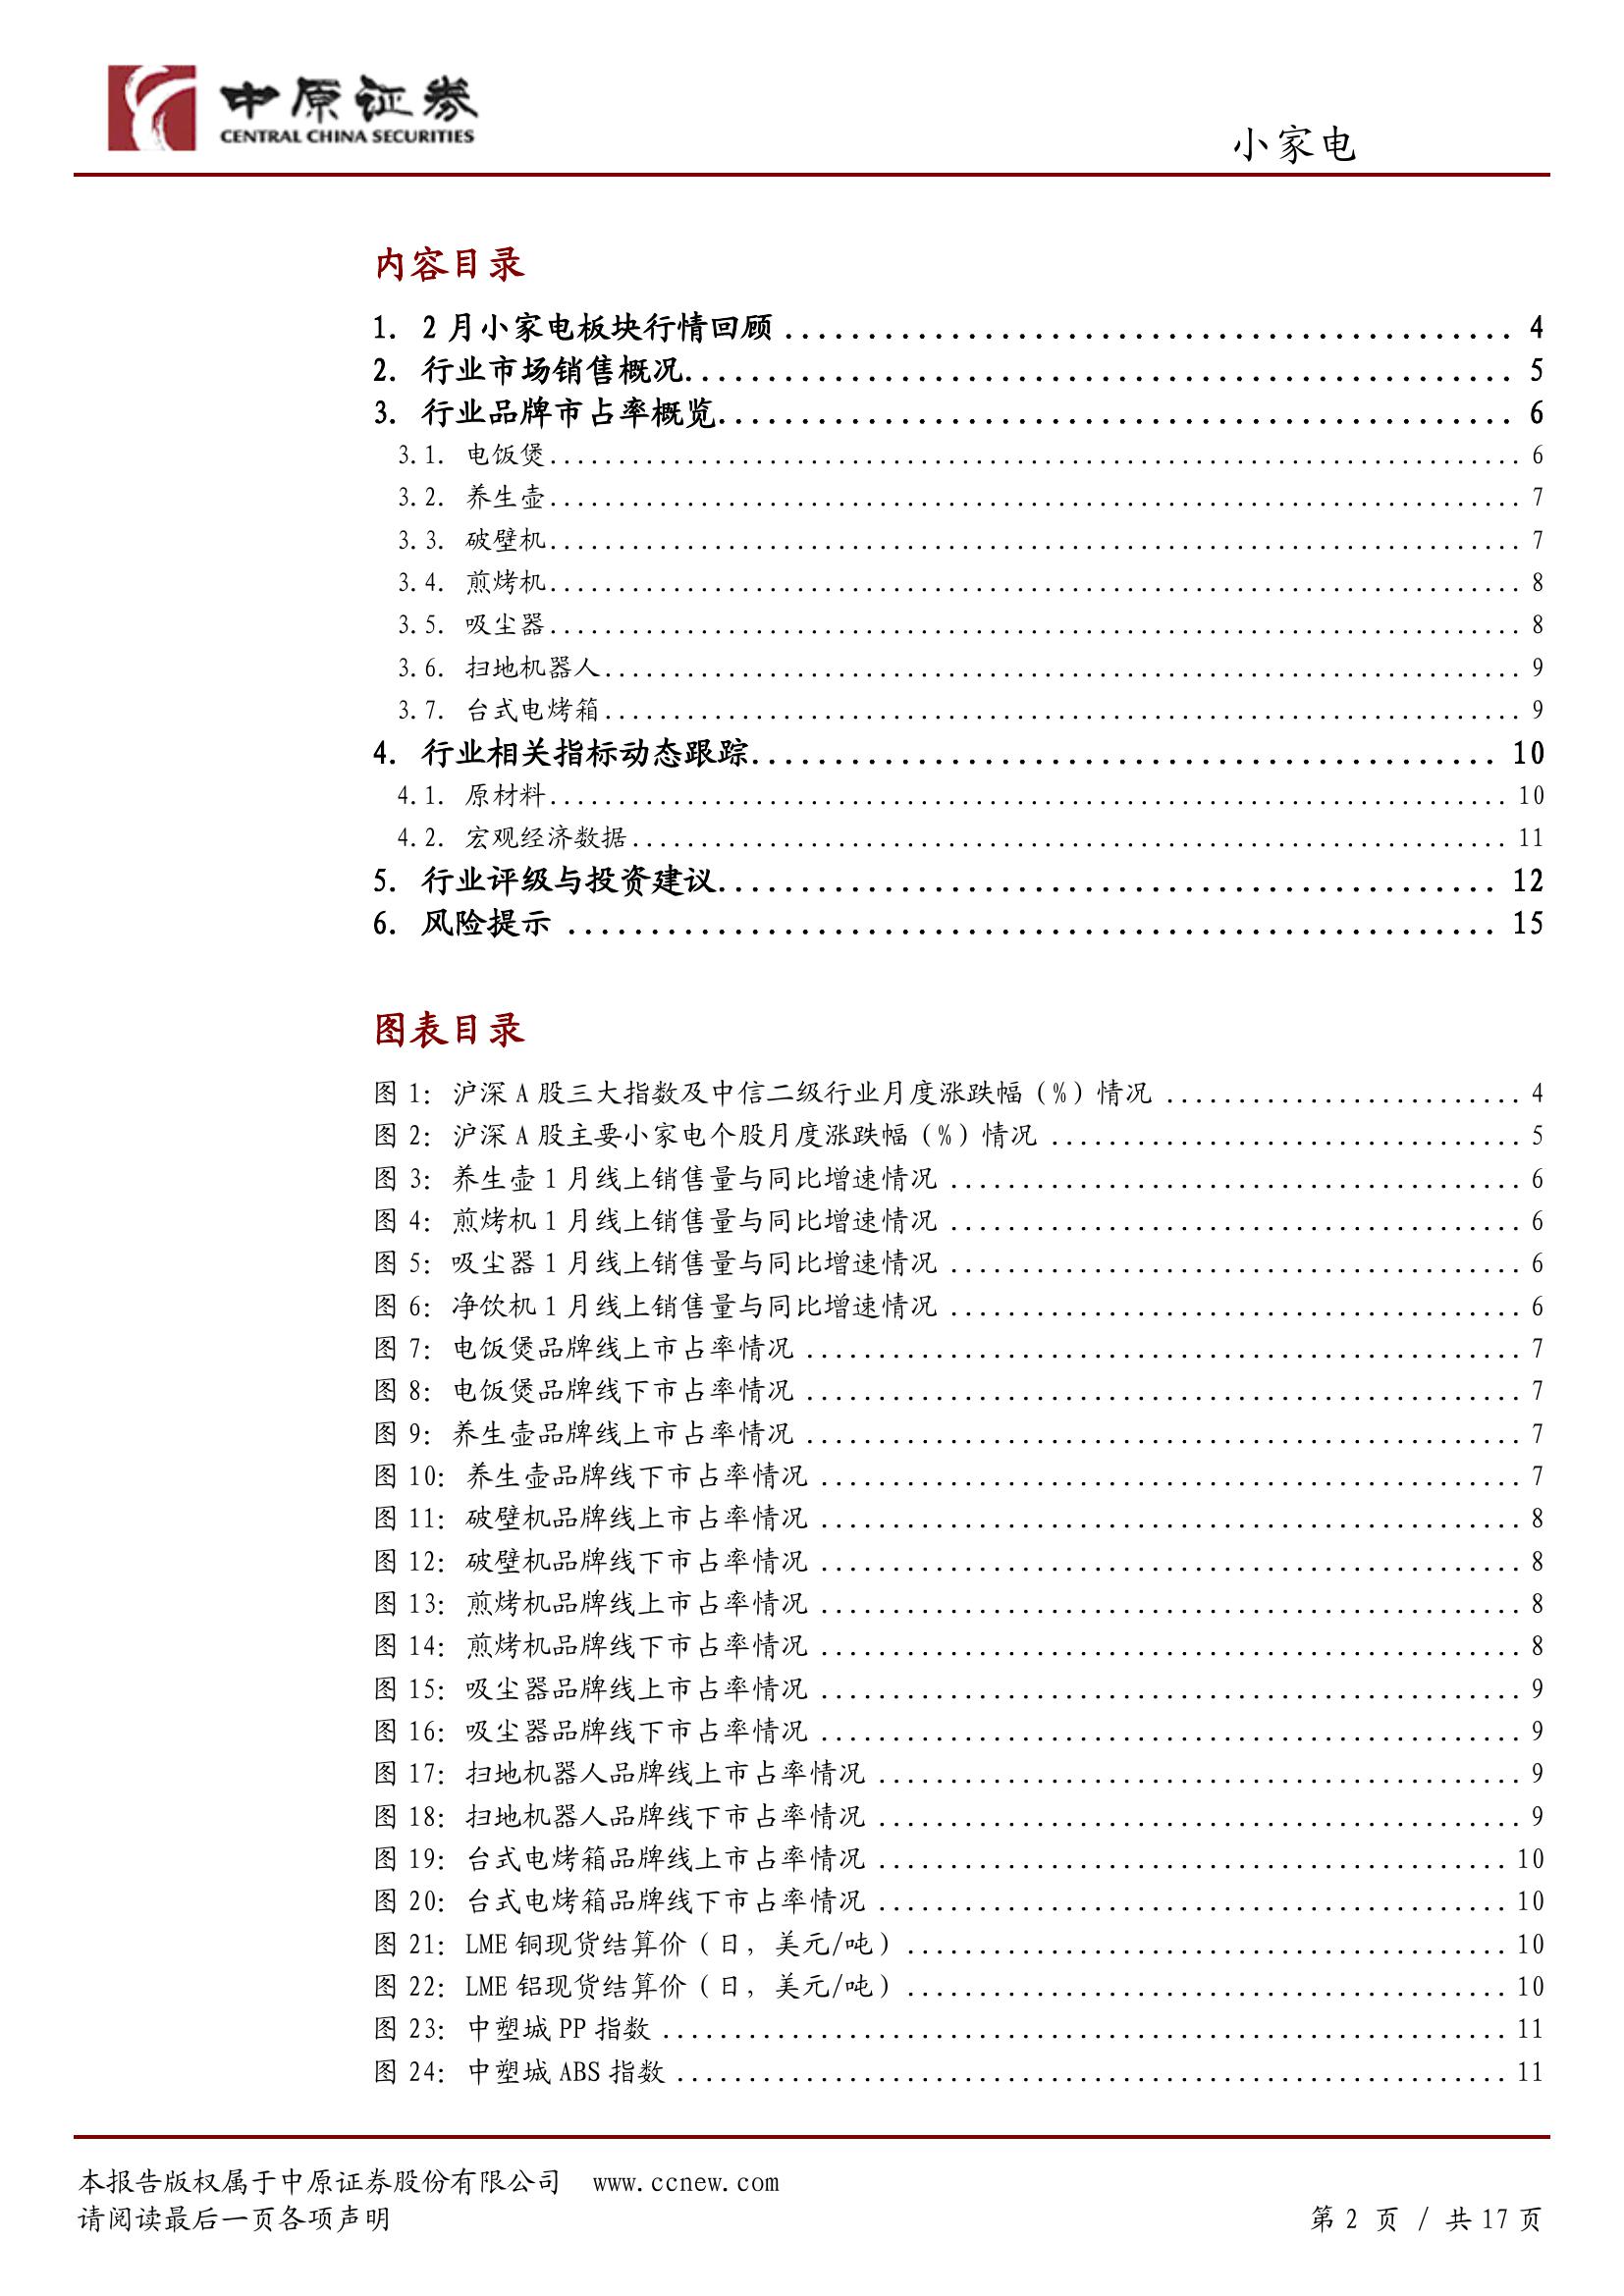 中原证券
CENTRAL CHINA SECURITIES
小家电
内容目录
1. 2 月小家电板块行情回顾 ............................................ 4
2. 行业市场销售概况.................................................. 5
3. 行业品牌市占率概览................................................ 6
3.1. 电饭煲...................................................................... 6
3.2. 养生壶...................................................................... 7
3.3. 破壁机...................................................................... 7
3.4. 煎烤机...................................................................... 8
3.5. 吸尘器...................................................................... 8
3.6. 扫地机器人.................................................................. 9
3.7. 台式电烤箱.................................................................. 9
4. 行业相关指标动态跟踪............................................. 10
4.1. 原材料..................................................................... 10
4.2. 宏观经济数据............................................................... 11
5. 行业评级与投资建议............................................... 12
6. 风险提示 ........................................................ 15
图表目录
图 1：沪深 A 股三大指数及中信二级行业月度涨跌幅（%）情况 ......................... 4
图 2：沪深 A 股主要小家电个股月度涨跌幅（%）情况 ................................. 5
图 3：养生壶 1 月线上销售量与同比增速情况 ........................................ 6
图 4：煎烤机 1 月线上销售量与同比增速情况 ........................................ 6
图 5：吸尘器 1 月线上销售量与同比增速情况 ........................................ 6
图 6：净饮机 1 月线上销售量与同比增速情况 ........................................ 6
图 7：电饭煲品牌线上市占率情况 .................................................. 7
图 8：电饭煲品牌线下市占率情况 .................................................. 7
图 9：养生壶品牌线上市占率情况 .................................................. 7
图 10：养生壶品牌线下市占率情况 ................................................. 7
图 11：破壁机品牌线上市占率情况 ................................................. 8
图 12：破壁机品牌线下市占率情况 ................................................. 8
图 13：煎烤机品牌线上市占率情况 ................................................. 8
图 14：煎烤机品牌线下市占率情况 ................................................. 8
图 15：吸尘器品牌线上市占率情况 ................................................. 9
图 16：吸尘器品牌线下市占率情况 ................................................. 9
图 17：扫地机器人品牌线上市占率情况 ............................................. 9
图 18：扫地机器人品牌线下市占率情况 ............................................. 9
图 19：台式电烤箱品牌线上市占率情况 ............................................ 10
图 20：台式电烤箱品牌线下市占率情况 ............................................ 10
图 21：LME 铜现货结算价（日，美元/吨） .......................................... 10
图 22：LME 铝现货结算价（日，美元/吨） .......................................... 10
图 23：中塑城 PP 指数 ........................................................... 11
图 24：中塑城 ABS 指数 .......................................................... 11
本报告版权属于中原证券股份有限公司 www.ccnew.com
请阅读最后一页各项声明 第 2 页 / 共 17 页